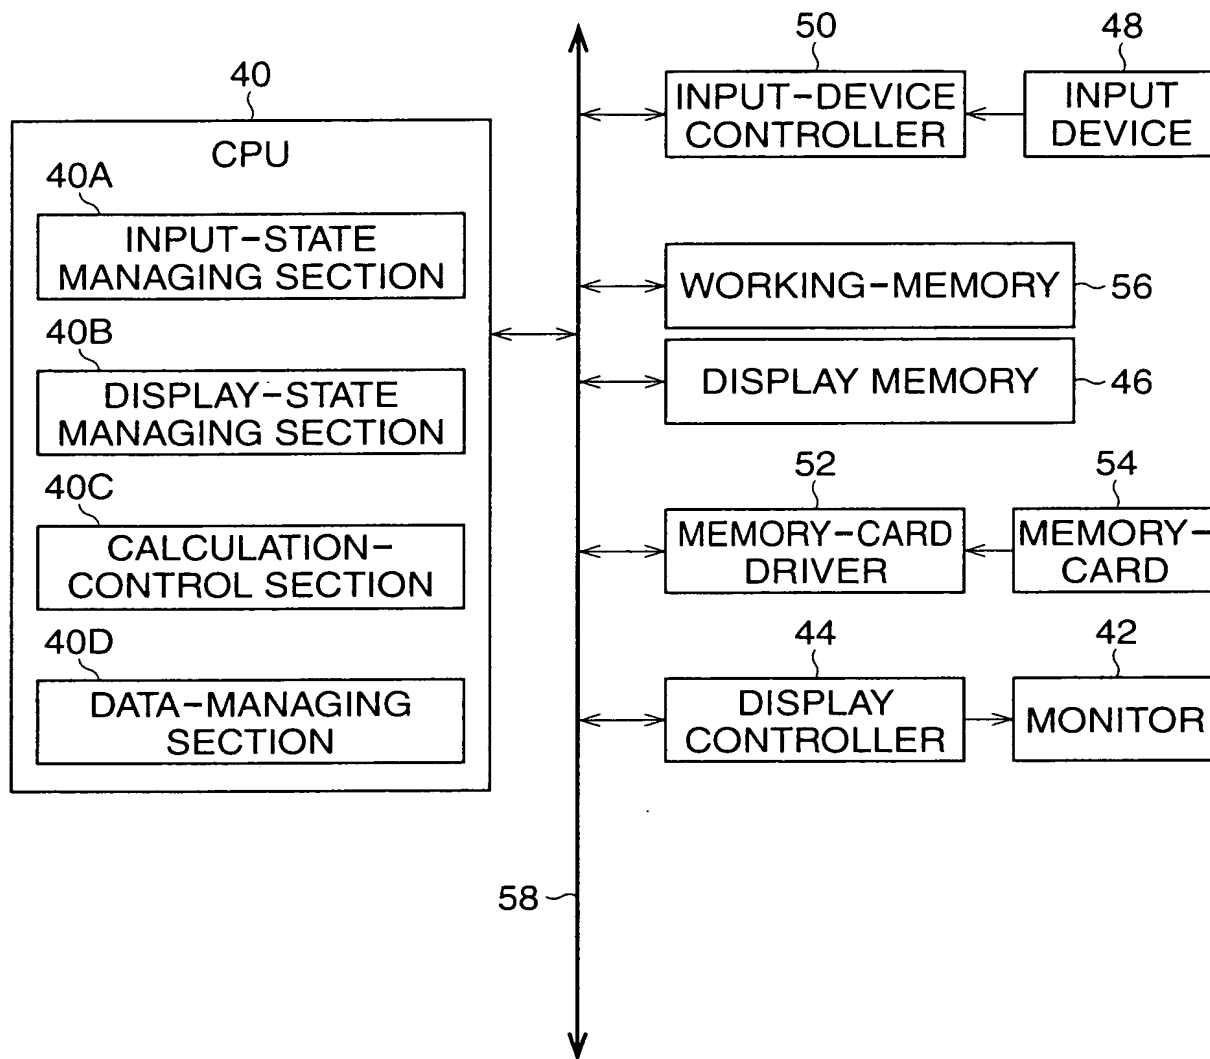 40
CPU
40A
INPUT-STATE
MANAGING SECTION
40B
DISPLAY-STATE
MANAGING SECTION
40C
CALCULATION-
CONTROL SECTION
40D
DATA-MANAGING
SECTION
58
50
INPUT-DEVICE
CONTROLLER
48
INPUT
DEVICE
WORKING-MEMORY
56
DISPLAY MEMORY
46
52
MEMORY-CARD
DRIVER
54
MEMORY-
CARD
44
DISPLAY
CONTROLLER
42
MONITOR